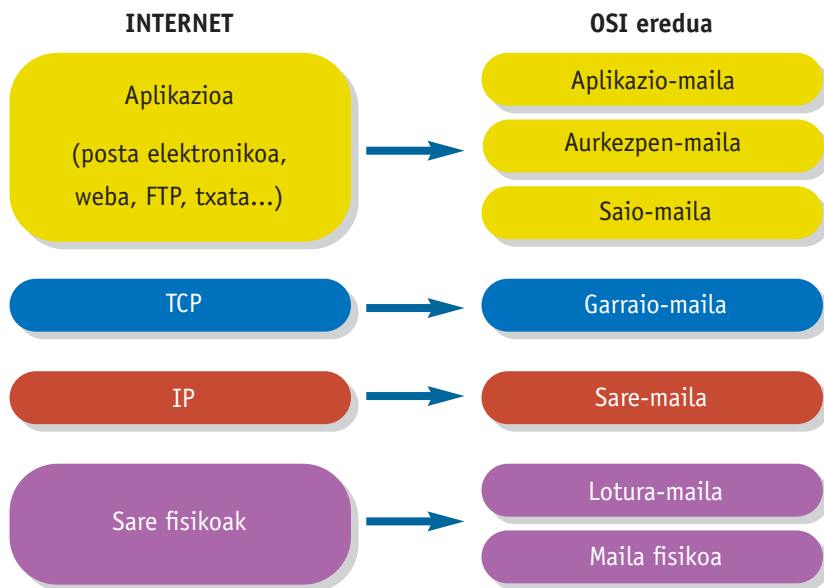 INTERNET
OSI eredua
Aplikazioa
(posta elektronikoa,
weba, FTP, txata...)
Aplikazio-maila
Aurkezpen-maila
Saio-maila
TCP
Garraio-maila
IP
Sare-maila
Sare fisikoak
Lotura-maila
Maila fisikoa